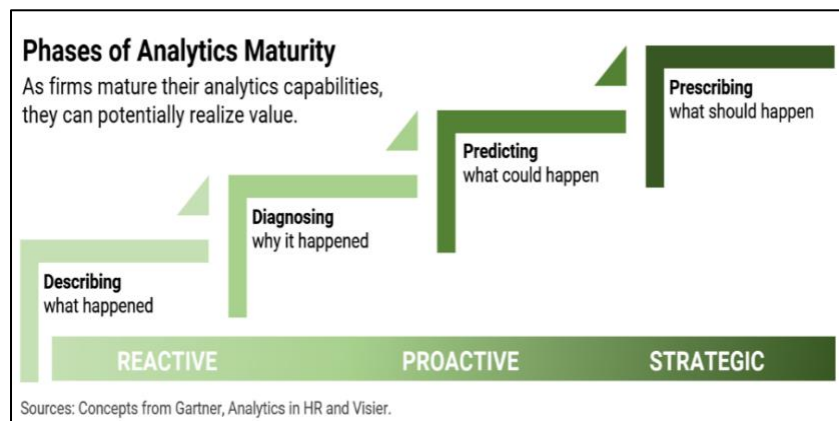 Phases of Analytics Maturity
As firms mature their analytics capabilities,
they can potentially realize value.
Prescribing
what should happen
Predicting
what could happen
Diagnosing
why it happened
Describing
what happened
REACTIVE
PROACTIVE
STRATEGIC
Sources: Concepts from Gartner, Analytics in HR and Visier.